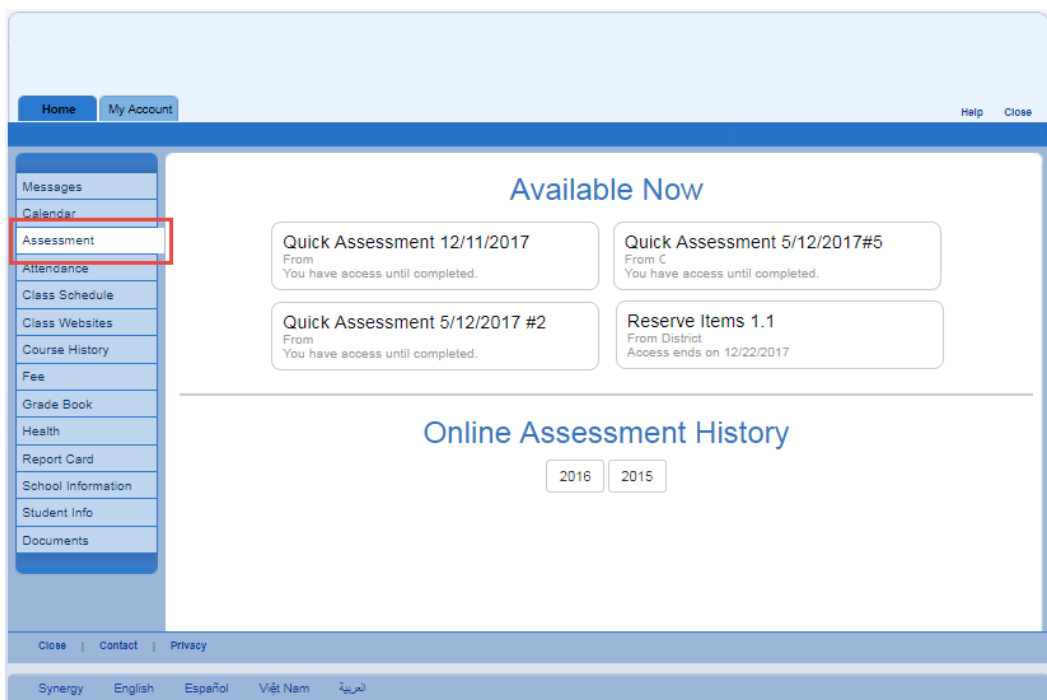 Home My Account Help Close
Messages
Calendar
Assessment
Attendance
Class Schedule
Class Websites
Course History
Fee
Grade Book
Health
Report Card
School Information
Student Info
Documents
Available Now
Quick Assessment 12/11/2017
From
You have access until completed.
Quick Assessment 5/12/2017#5
From C
You have access until completed.
Quick Assessment 5/12/2017 #2
From
You have access until completed.
Reserve Items 1.1
From District
Access ends on 12/22/2017
Online Assessment History
2016 2015
Close | Contact | Privacy
Synergy English Español Việt Nam العربية